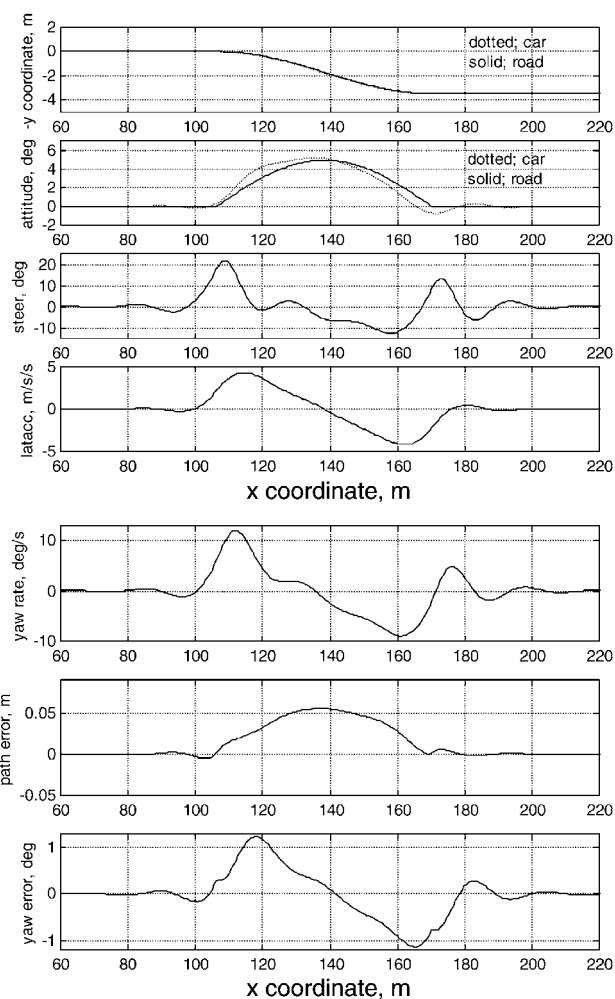 -y coordinate, m
2
0
-2
-4
dotted; car
solid; road
60 80 100 120 140 160 180 200 220
attitude, deg
6
4
2
0
-2
dotted; car
solid; road
60 80 100 120 140 160 180 200 220
steer, deg
20
10
0
-10
60 80 100 120 140 160 180 200 220
latacc, m/s/s
5
0
-5
60 80 100 120 140 160 180 200 220
x coordinate, m
yaw rate, deg/s
10
0
-10
60 80 100 120 140 160 180 200 220
path error, m
0.05
0
-0.05
60 80 100 120 140 160 180 200 220
yaw error, deg
1
0
-1
60 80 100 120 140 160 180 200 220
x coordinate, m